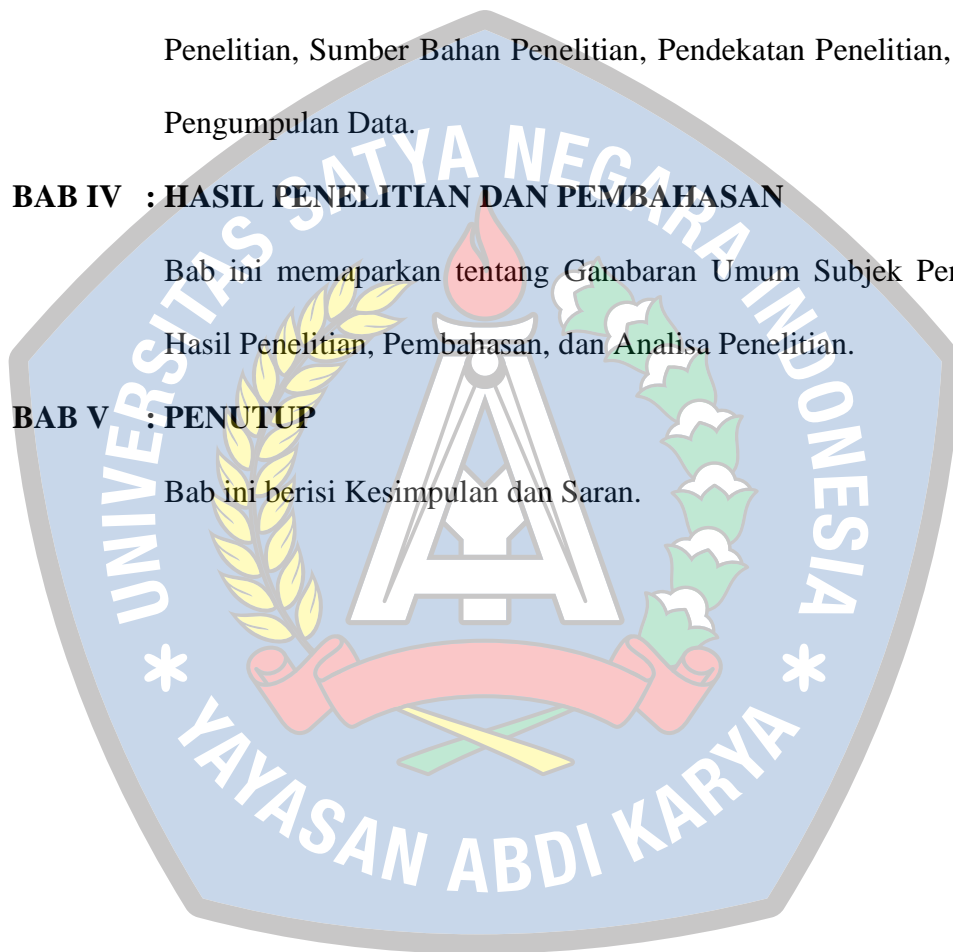 Penelitian, Sumber Bahan Penelitian, Pendekatan Penelitian,
Pengumpulan Data.
BAB IV : HASIL PENELITIAN DAN PEMBAHASAN
Bab ini memaparkan tentang Gambaran Umum Subjek
Hasil Penelitian, Pembahasan, dan Analisa Penelitian.
BAB V : PENUTUP
Bab ini berisi Kesimpulan dan Saran.
UNIVERSITAS SATYA NEGARA INDONESIA
* YAYASAN ABDI KARYA *